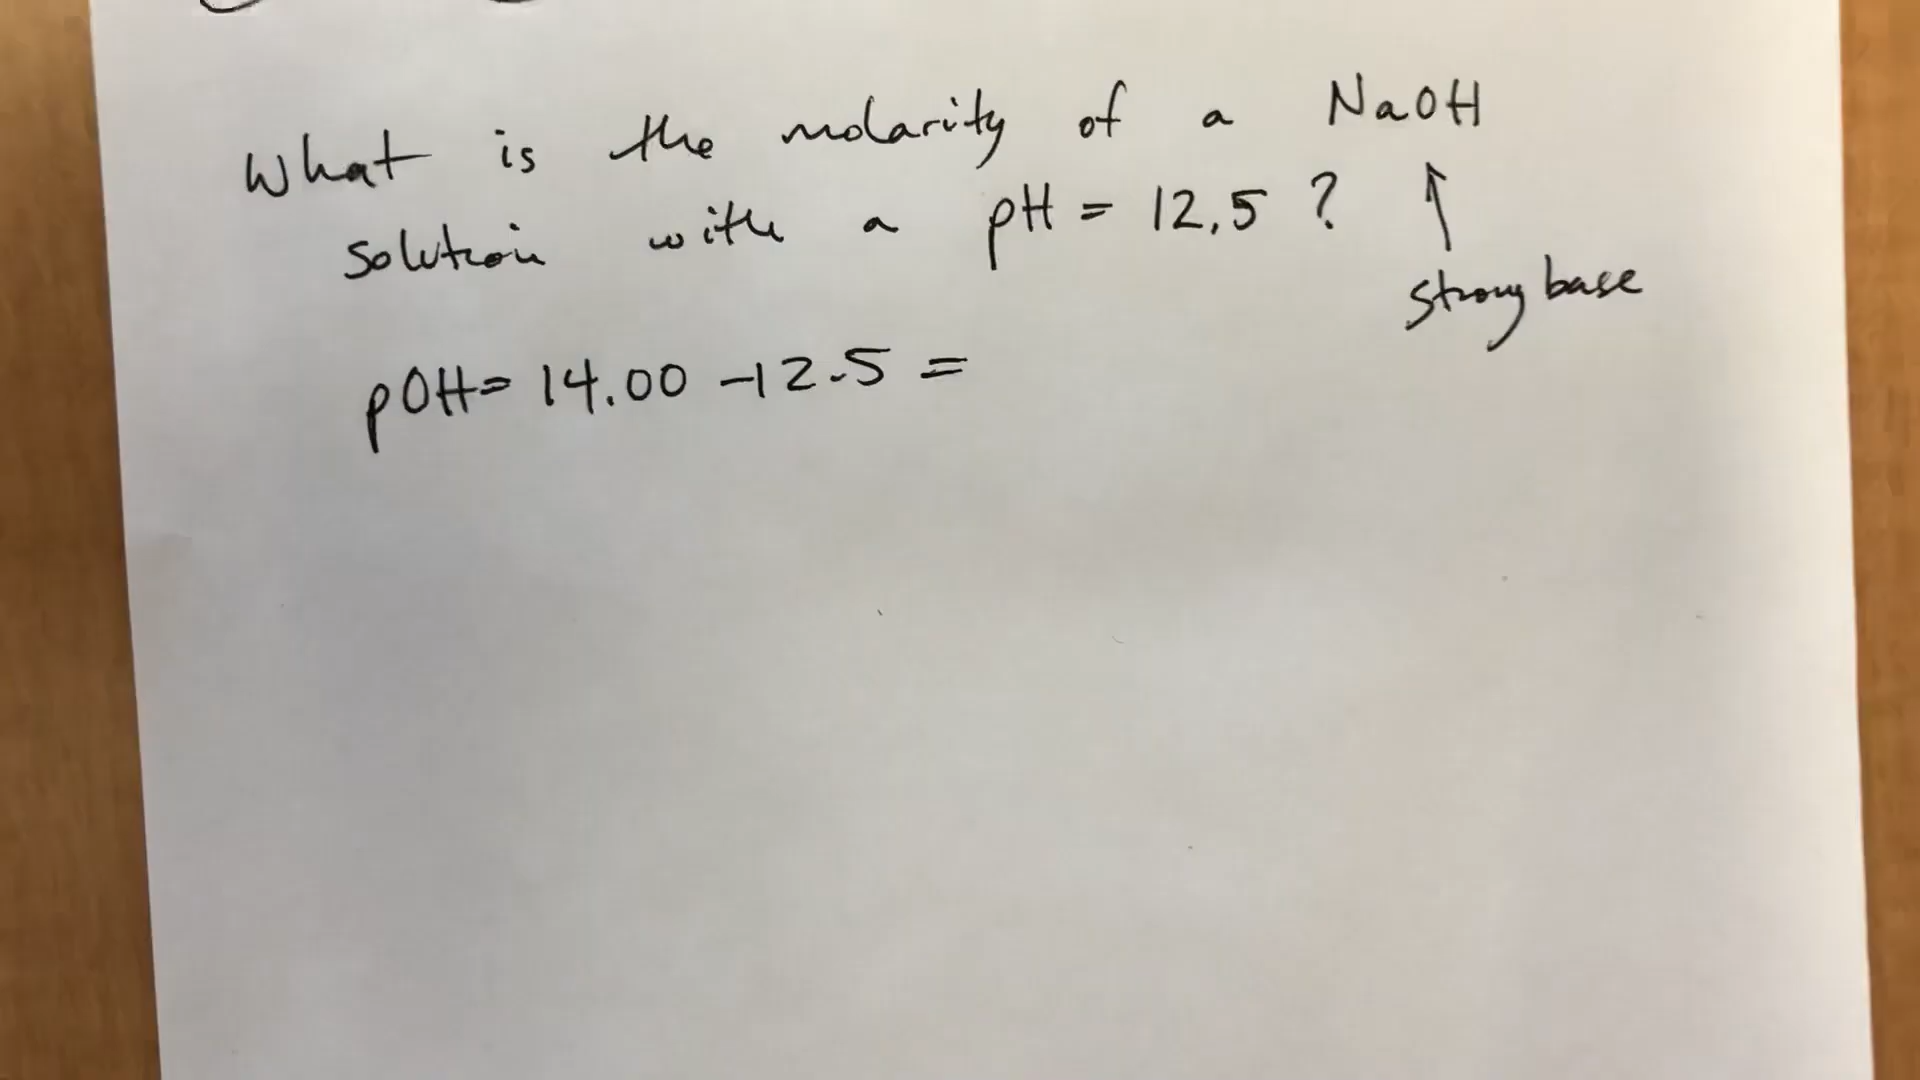 What is the molarity of a NaOH
solution with a pH = 12.5 ?
strong base
pOH = 14.00 - 12.5 =